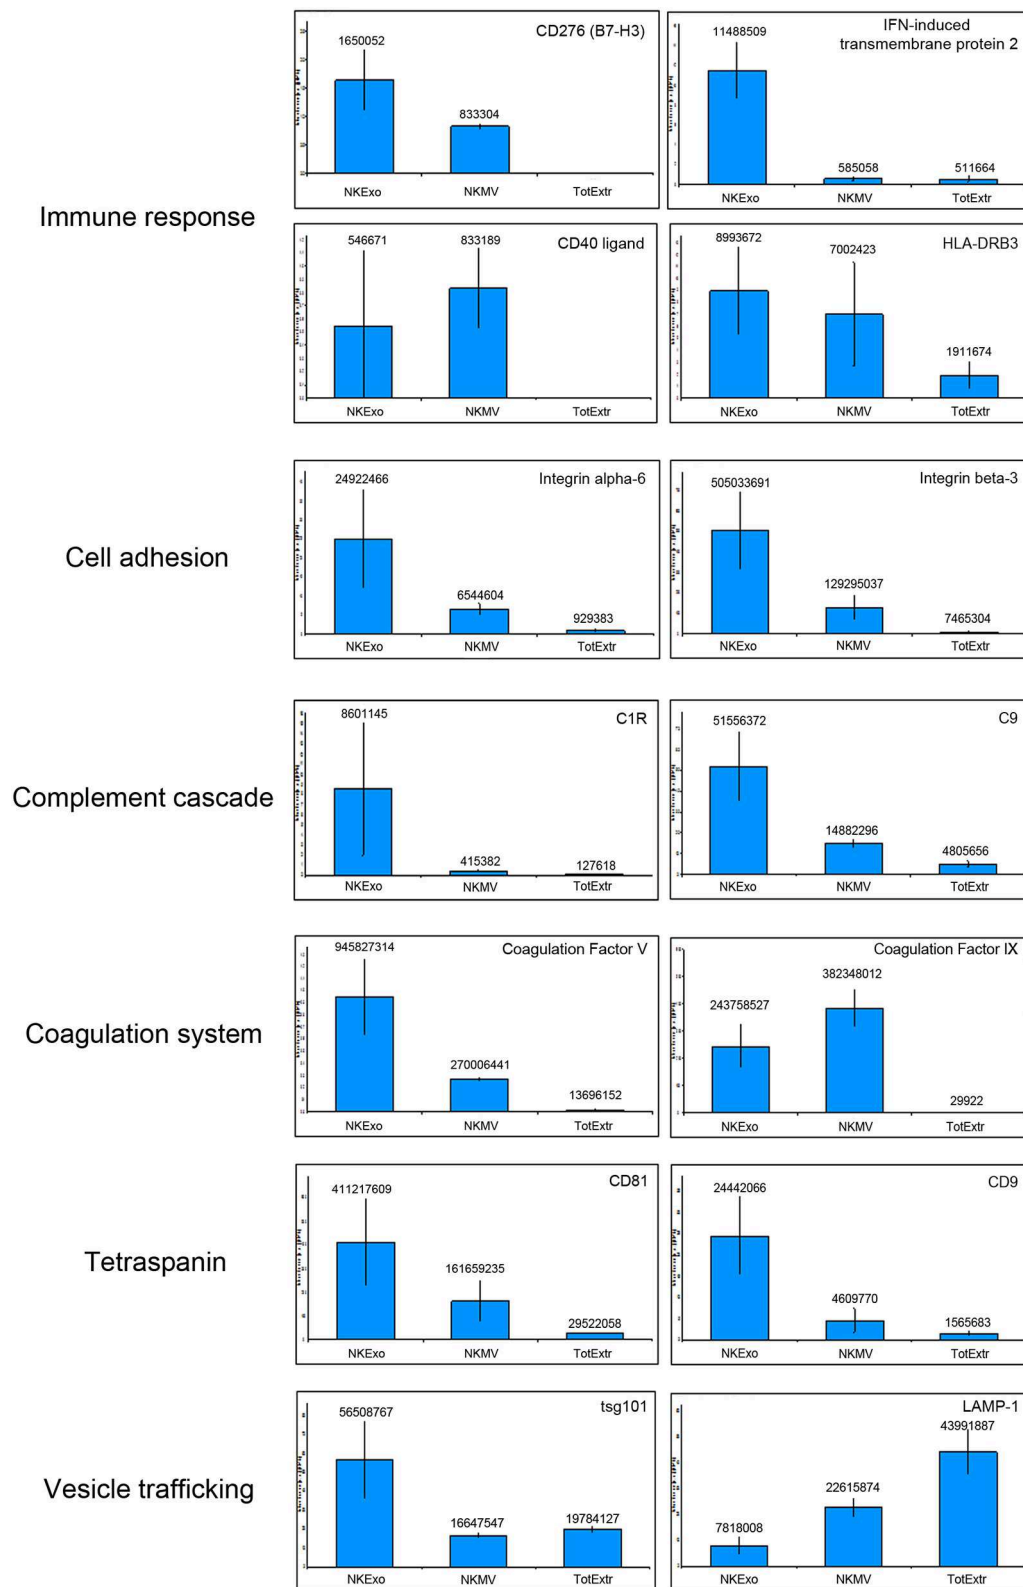 Immune response
CD276 (B7-H3)
1650052
833304
NKExo NKMV TotExtr
IFN-induced
transmembrane protein 2
11488509
585058
511664
NKExo NKMV TotExtr
CD40 ligand
546671
833189
NKExo NKMV TotExtr
HLA-DRB3
8993672
7002423
1911674
NKExo NKMV TotExtr
Cell adhesion
Integrin alpha-6
24922466
6544604
929383
NKExo NKMV TotExtr
Integrin beta-3
505033691
129295037
7465304
NKExo NKMV TotExtr
Complement cascade
C1R
8601145
415382
127618
NKExo NKMV TotExtr
C9
51556372
14882296
4805656
NKExo NKMV TotExtr
Coagulation system
Coagulation Factor V
945827314
270006441
13696152
NKExo NKMV TotExtr
Coagulation Factor IX
243758527
382348012
29922
NKExo NKMV TotExtr
Tetraspanin
CD81
411217609
161659235
29522058
NKExo NKMV TotExtr
CD9
24442066
4609770
1565683
NKExo NKMV TotExtr
Vesicle trafficking
tsg101
56508767
16647547
19784127
NKExo NKMV TotExtr
LAMP-1
7818008
22615874
43991887
NKExo NKMV TotExtr